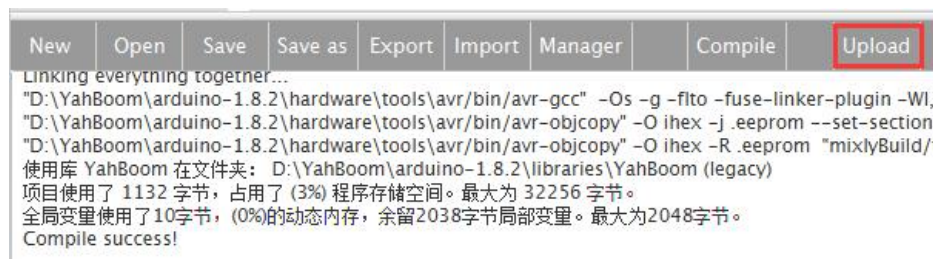 New Open Save Save as Export Import Manager Compile Upload
Linking everything together...
"D:\YahBoom\arduino-1.8.2\hardware\tools\avr/bin/avr-gcc" -Os -g -flto -fuse-linker-plugin -Wl,
"D:\YahBoom\arduino-1.8.2\hardware\tools\avr/bin/avr-objcopy" -O ihex -j .eeprom --set-section
"D:\YahBoom\arduino-1.8.2\hardware\tools\avr/bin/avr-objcopy" -O ihex -R .eeprom "mixlyBuild/
使用库 YahBoom 在文件夹： D:\YahBoom\arduino-1.8.2\libraries\YahBoom (legacy)
项目使用了 1132 字节，占用了 (3%) 程序存储空间。最大为 32256 字节。
全局变量使用了10字节，(0%)的动态内存，余留2038字节局部变量。最大为2048字节。
Compile success!